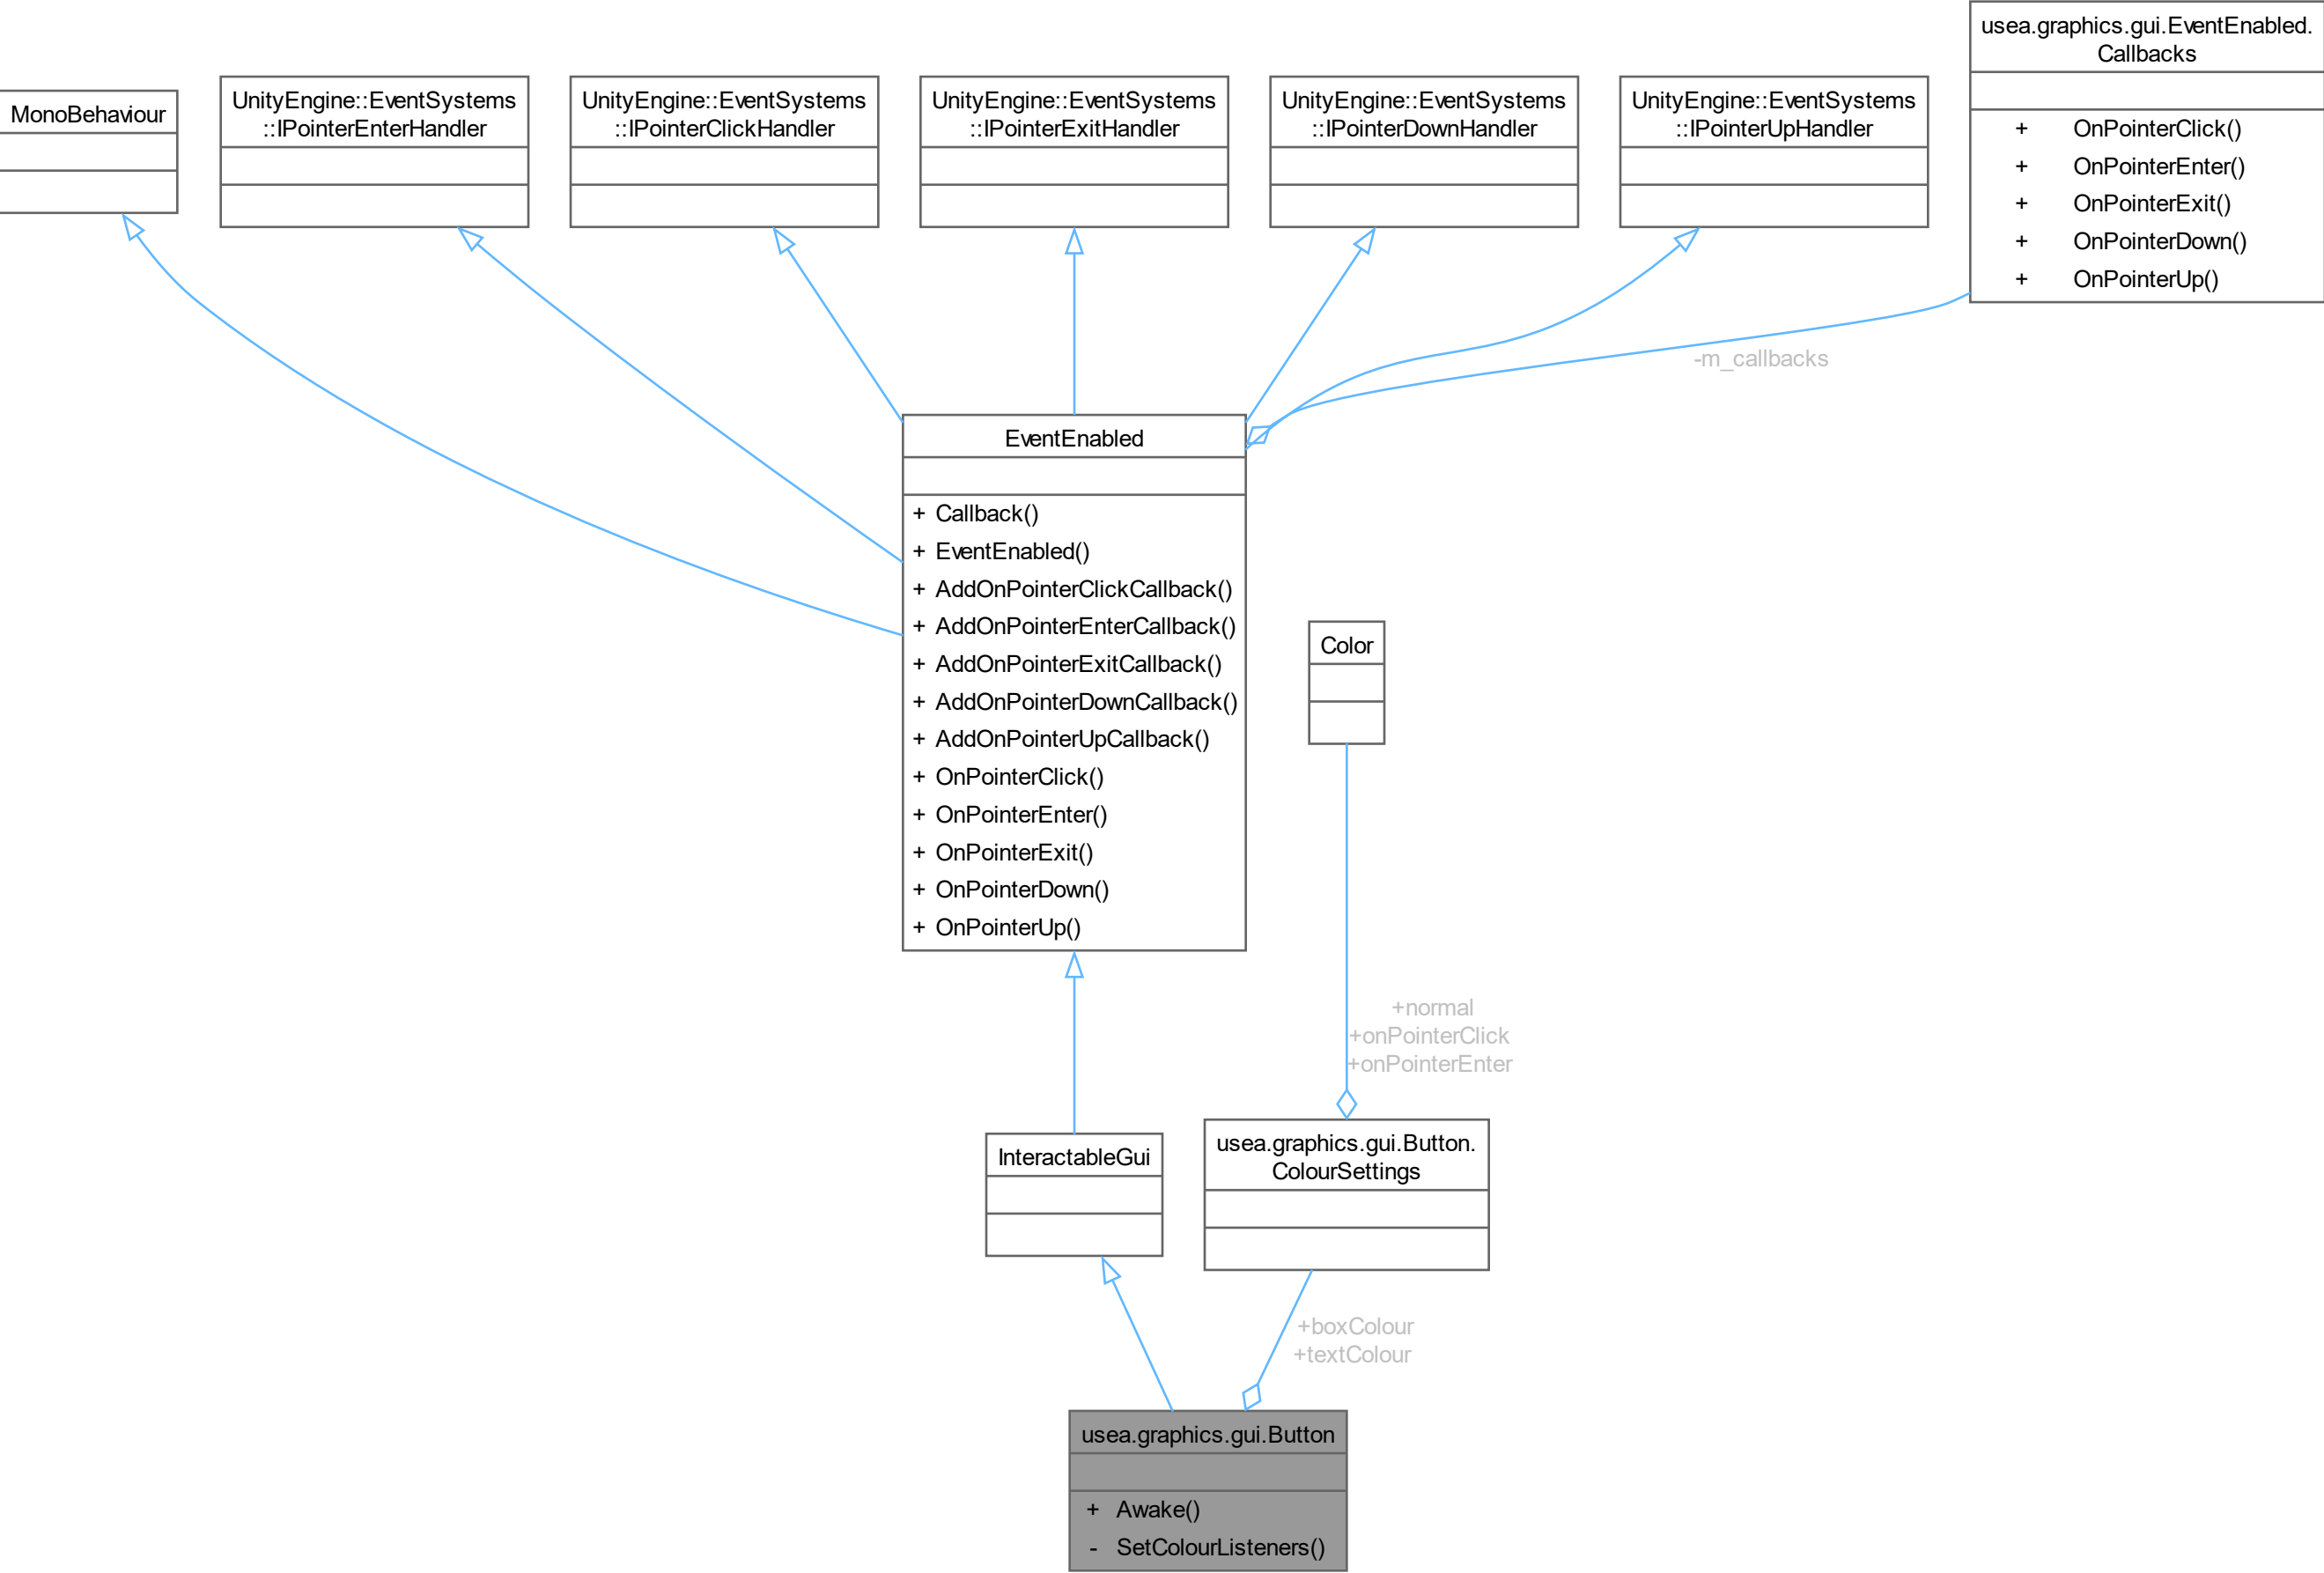 MonoBehaviour
UnityEngine::EventSystems
::IPointerEnterHandler
UnityEngine::EventSystems
::IPointerClickHandler
UnityEngine::EventSystems
::IPointerExitHandler
UnityEngine::EventSystems
::IPointerDownHandler
UnityEngine::EventSystems
::IPointerUpHandler
usea.graphics.gui.EventEnabled.
Callbacks
+ OnPointerClick()
+ OnPointerEnter()
+ OnPointerExit()
+ OnPointerDown()
+ OnPointerUp()
-m_callbacks
EventEnabled
+ Callback()
+ EventEnabled()
+ AddOnPointerClickCallback()
+ AddOnPointerEnterCallback()
+ AddOnPointerExitCallback()
+ AddOnPointerDownCallback()
+ AddOnPointerUpCallback()
+ OnPointerClick()
+ OnPointerEnter()
+ OnPointerExit()
+ OnPointerDown()
+ OnPointerUp()
Color
+normal
+onPointerClick
+onPointerEnter
InteractableGui
usea.graphics.gui.Button.
ColourSettings
+boxColour
+textColour
usea.graphics.gui.Button
+ Awake()
- SetColourListeners()